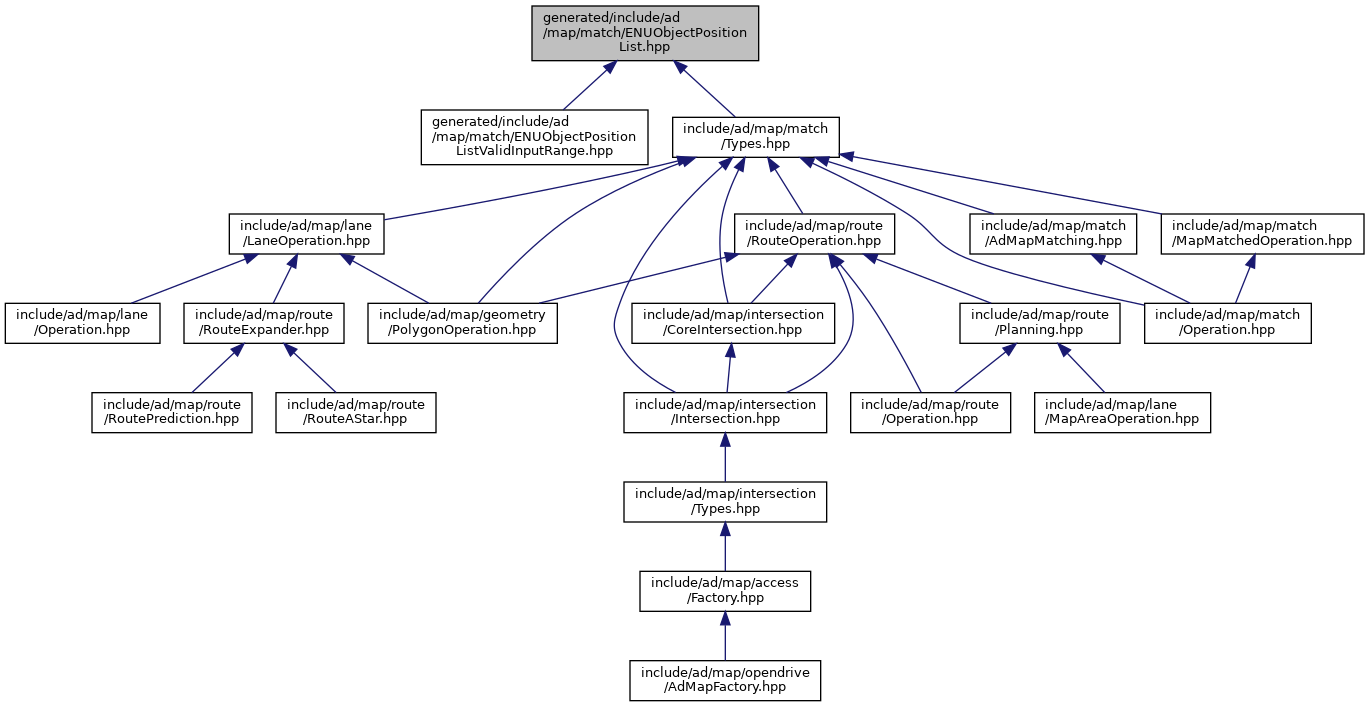 generated/include/ad
/map/match/ENUObjectPosition
List.hpp
generated/include/ad
/map/match/ENUObjectPosition
ListValidInputRange.hpp
include/ad/map/match
/Types.hpp
include/ad/map/lane
/LaneOperation.hpp
include/ad/map/route
/RouteOperation.hpp
include/ad/map/match
/AdMapMatching.hpp
include/ad/map/match
/MapMatchedOperation.hpp
include/ad/map/lane
/Operation.hpp
include/ad/map/route
/RouteExpander.hpp
include/ad/map/geometry
/PolygonOperation.hpp
include/ad/map/intersection
/CoreIntersection.hpp
include/ad/map/route
/Planning.hpp
include/ad/map/match
/Operation.hpp
include/ad/map/route
/RoutePrediction.hpp
include/ad/map/route
/RouteAStar.hpp
include/ad/map/intersection
/Intersection.hpp
include/ad/map/route
/Operation.hpp
include/ad/map/lane
/MapAreaOperation.hpp
include/ad/map/intersection
/Types.hpp
include/ad/map/access
/Factory.hpp
include/ad/map/opendrive
/AdMapFactory.hpp